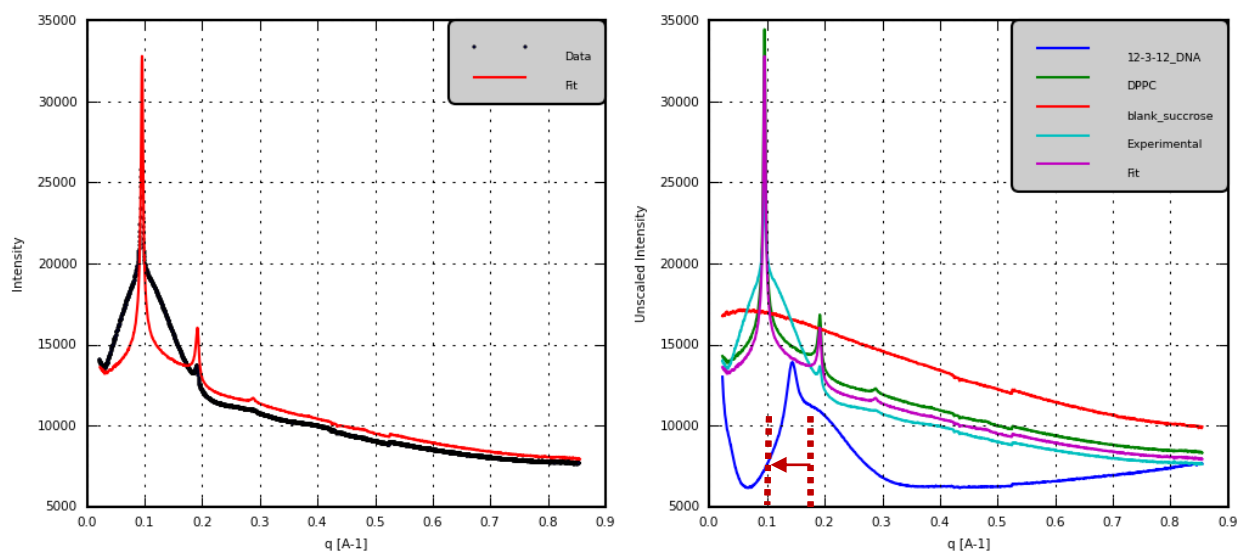 35000
30000
25000
20000
15000
10000
5000
0.0 0.1 0.2 0.3 0.4 0.5 0.6 0.7 0.8 0.9
q [A-1]
Intensity
Data
Fit
35000
30000
25000
20000
15000
10000
5000
0.0 0.1 0.2 0.3 0.4 0.5 0.6 0.7 0.8 0.9
q [A-1]
Unscaled Intensity
12-3-12_DNA
DPPC
blank_succrose
Experimental
Fit